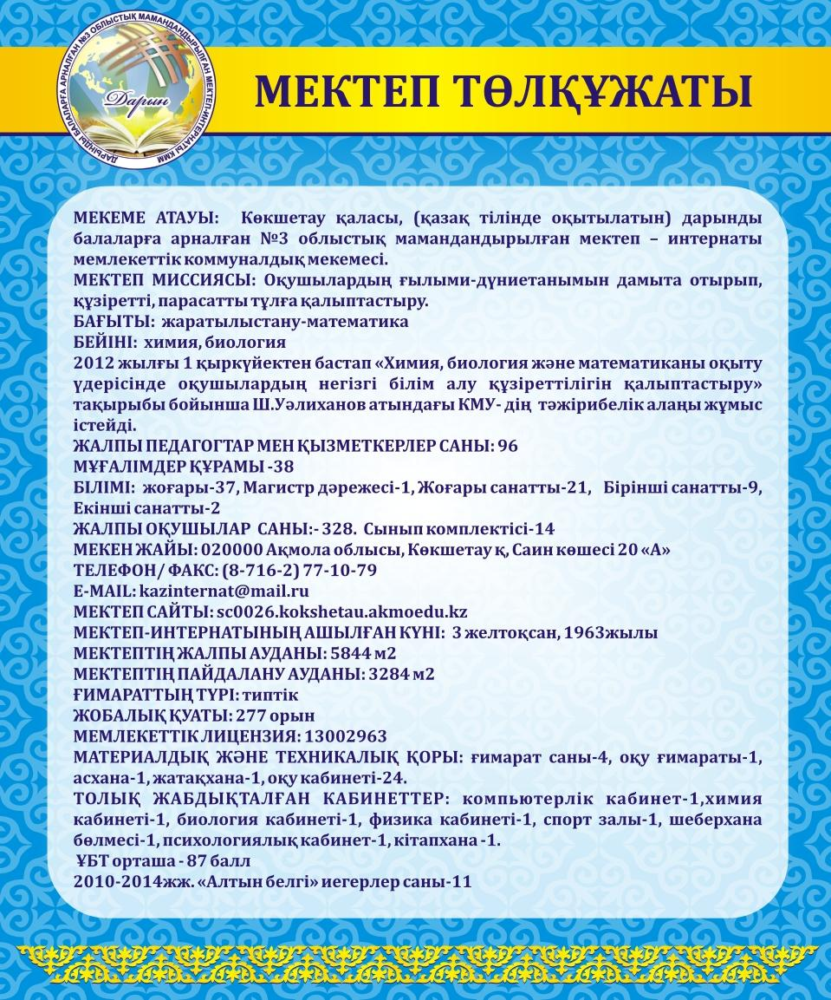 ДАРЫНДЫ БАЛАЛАРҒА АРНАЛҒАН №3 ОБЛЫСТЫҚ МАМАНДАНДЫРЫЛҒАН МЕКТЕП-ИНТЕРНАТЫ КММ
Дарын
МЕКТЕП ТӨЛҚҰЖАТЫ
МЕКЕМЕ АТАУЫ: Көкшетау қаласы, (қазақ тілінде оқытылатын) дарынды
балаларға арналған №3 облыстық мамандандырылған мектеп – интернаты
мемлекеттік коммуналдық мекемесі.
МЕКТЕП МИССИЯСЫ: Оқушылардың ғылыми-дүниетанымын дамыта отырып,
құзіретті, парасатты тұлға қалыптастыру.
БАҒЫТЫ: жаратылыстану-математика
БЕЙІНІ: химия, биология
2012 жылғы 1 қыркүйектен бастап «Химия, биология және математиканы оқыту
үдерісінде оқушылардың негізгі білім алу құзіреттілігін қалыптастыру»
тақырыбы бойынша Ш.Уәлиханов атындағы КМУ- дің тәжірибелік алаңы жұмыс
істейді.
ЖАЛПЫ ПЕДАГОГТАР МЕН ҚЫЗМЕТКЕРЛЕР САНЫ: 96
МҰҒАЛІМДЕР ҚҰРАМЫ -38
БІЛІМІ: жоғары-37, Магистр дәрежесі-1, Жоғары санатты-21, Бірінші санатты-9,
Екінші санатты-2
ЖАЛПЫ ОҚУШЫЛАР САНЫ:- 328. Сынып комплектісі-14
МЕКЕН ЖАЙЫ: 020000 Ақмола облысы, Көкшетау қ, Саин көшесі 20 «А»
ТЕЛЕФОН/ ФАКС: (8-716-2) 77-10-79
E-MAIL: kazinternat@mail.ru
МЕКТЕП САЙТЫ: sc0026.kokshetau.akmoedu.kz
МЕКТЕП-ИНТЕРНАТЫНЫҢ АШЫЛҒАН КҮНІ: 3 желтоқсан, 1963жылы
МЕКТЕПТІҢ ЖАЛПЫ АУДАНЫ: 5844 м2
МЕКТЕПТІҢ ПАЙДАЛАНУ АУДАНЫ: 3284 м2
ҒИМАРАТТЫҢ ТҮРІ: типтік
ЖОБАЛЫҚ ҚУАТЫ: 277 орын
МЕМЛЕКЕТТІК ЛИЦЕНЗИЯ: 13002963
МАТЕРИАЛДЫҚ ЖӘНЕ ТЕХНИКАЛЫҚ ҚОРЫ: ғимарат саны-4, оқу ғимараты-1,
асхана-1, жатақхана-1, оқу кабинеті-24.
ТОЛЫҚ ЖАБДЫҚТАЛҒАН КАБИНЕТТЕР: компьютерлік кабинет-1,химия
кабинеті-1, биология кабинеті-1, физика кабинеті-1, спорт залы-1, шеберхана
бөлмесі-1, психологиялық кабинет-1, кітапхана -1.
ҰБТ орташа - 87 балл
2010-2014жж. «Алтын белгі» иегерлер саны-11